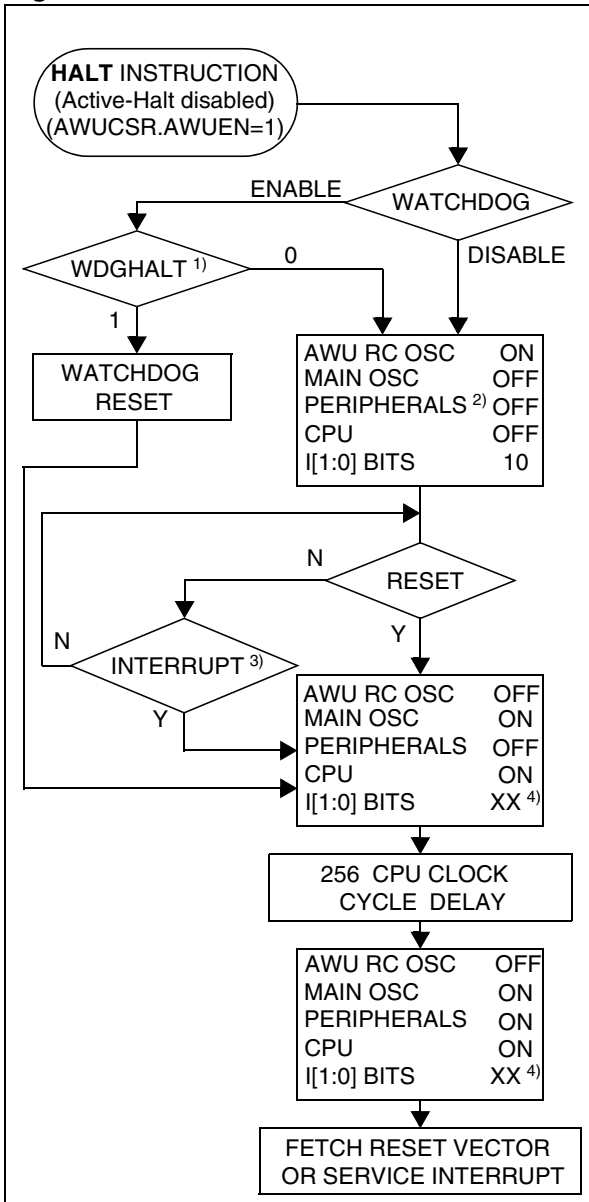 HALT INSTRUCTION
(Active-Halt disabled)
(AWUCSR.AWUEN=1)
WATCHDOG
ENABLE
DISABLE
WDGHALT 1)
0
1
WATCHDOG
RESET
AWU RC OSC ON
MAIN OSC OFF
PERIPHERALS 2) OFF
CPU OFF
I[1:0] BITS 10
RESET
N
Y
INTERRUPT 3)
N
Y
AWU RC OSC OFF
MAIN OSC ON
PERIPHERALS OFF
CPU ON
I[1:0] BITS XX 4)
256 CPU CLOCK
CYCLE DELAY
AWU RC OSC OFF
MAIN OSC ON
PERIPHERALS ON
CPU ON
I[1:0] BITS XX 4)
FETCH RESET VECTOR
OR SERVICE INTERRUPT